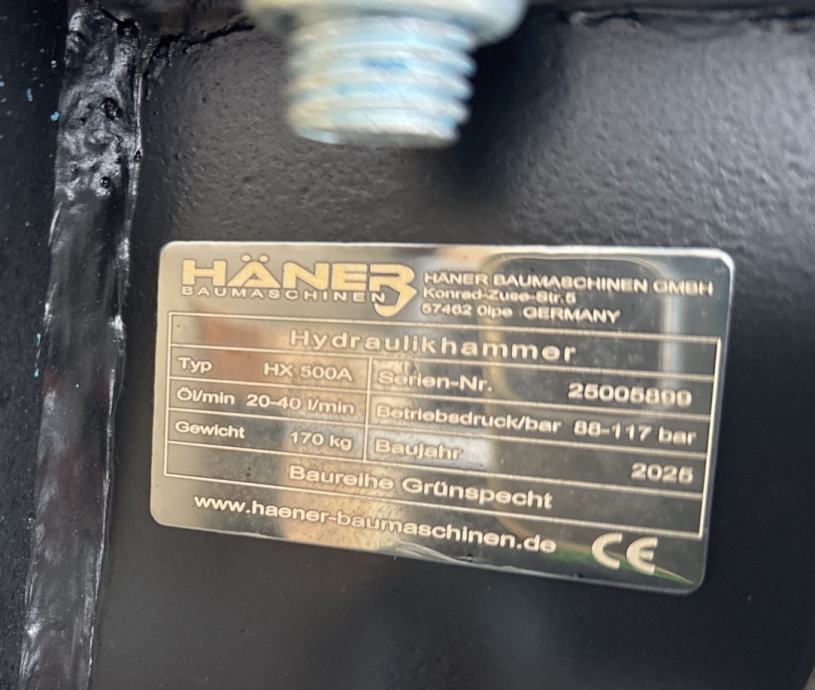 HÄNER
BAUMASCHINEN
HÄNER BAUMASCHINEN GMBH
Konrad-Zuse-Str.5
57462 Olpe GERMANY
Hydraulikhammer
Typ HX 500A
Serien-Nr. 25005899
Öl/min 20-40 l/min
Betriebsdruck/bar 88-117 bar
Gewicht 170 kg
Baujahr 2025
Baureihe Grünspecht
www.haener-baumaschinen.de
CE